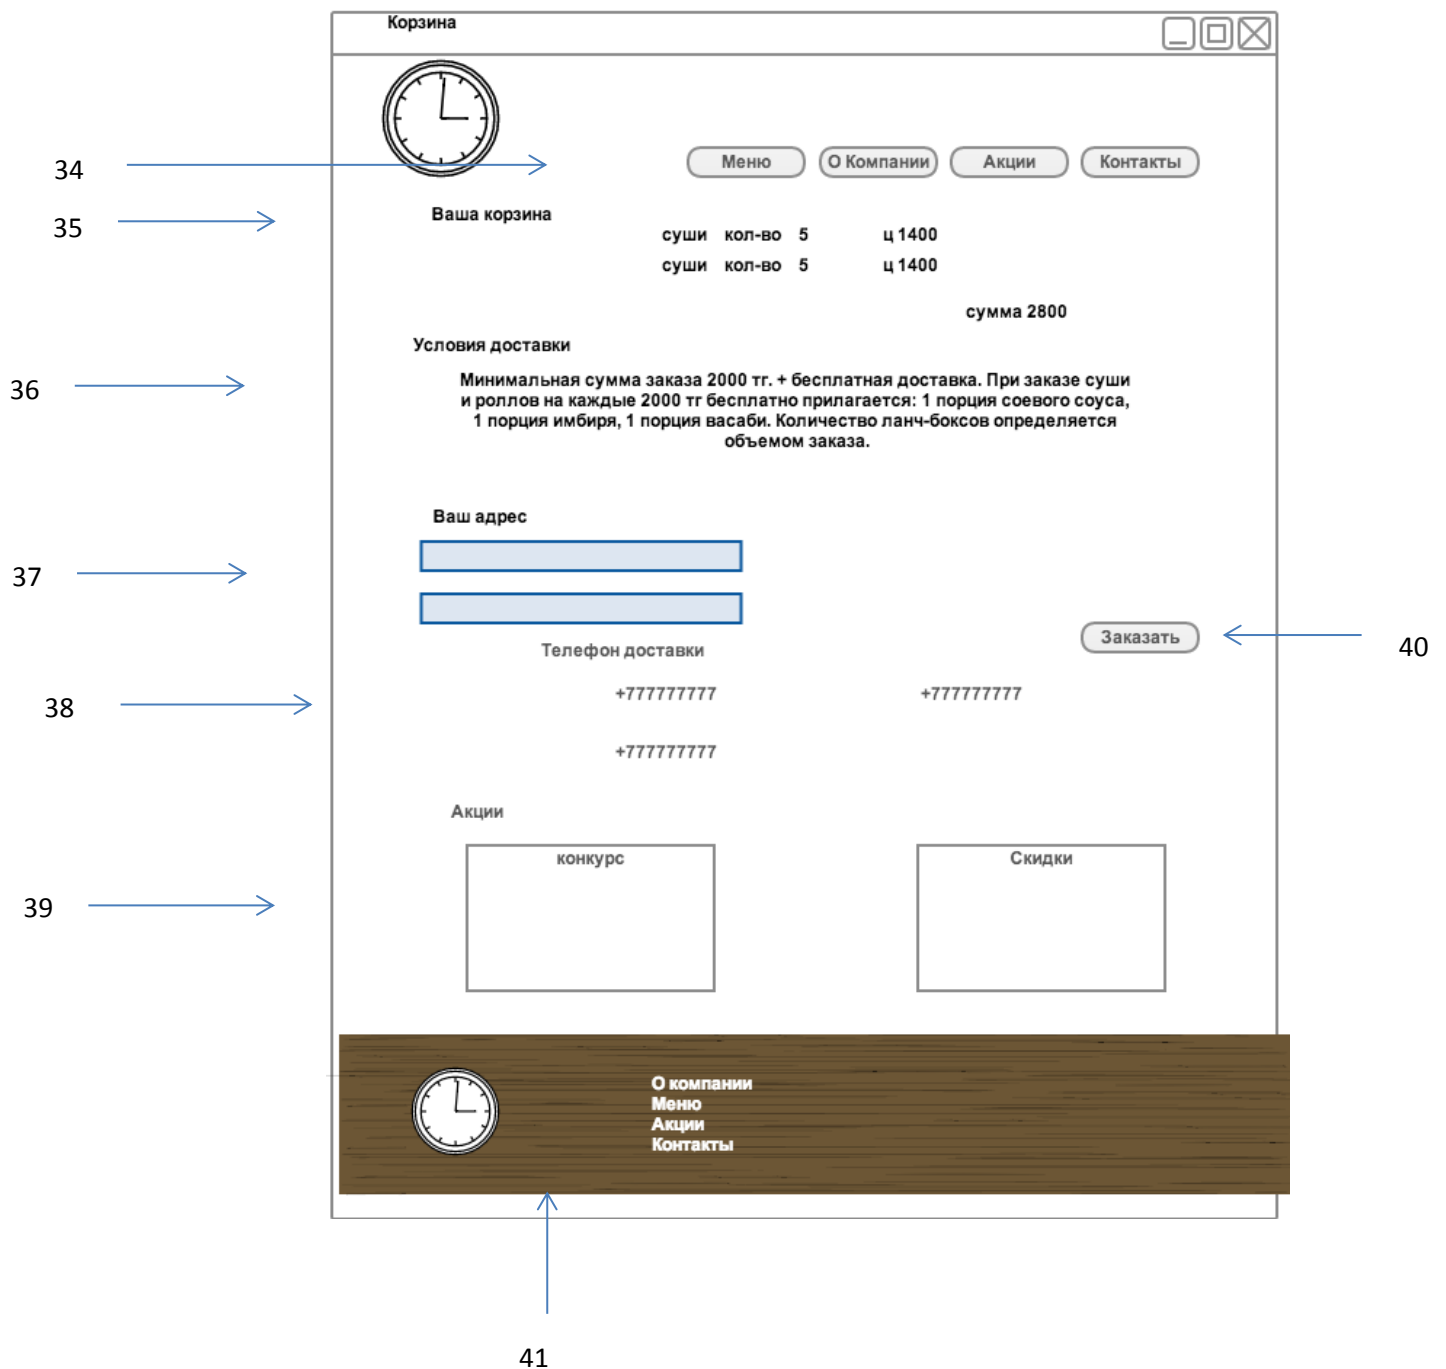 Корзина
34
Меню
О Компании
Акции
Контакты
35
Ваша корзина
суши кол-во 5 ц 1400
суши кол-во 5 ц 1400
сумма 2800
Условия доставки
36
Минимальная сумма заказа 2000 тг. + бесплатная доставка. При заказе суши
и роллов на каждые 2000 тг бесплатно прилагается: 1 порция соевого соуса,
1 порция имбиря, 1 порция васаби. Количество ланч-боксов определяется
объемом заказа.
Ваш адрес
37
Заказать
40
Телефон доставки
38
+777777777 +777777777
+777777777
Акции
конкурс
Скидки
39
О компании
Меню
Акции
Контакты
41